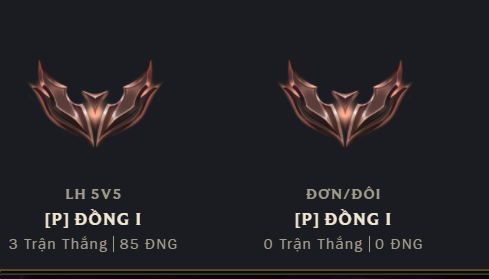 LH 5V5
[P] ĐỒNG I
3 Trận Thắng | 85 ĐNG
ĐƠN/ĐÔI
[P] ĐỒNG I
0 Trận Thắng | 0 ĐNG